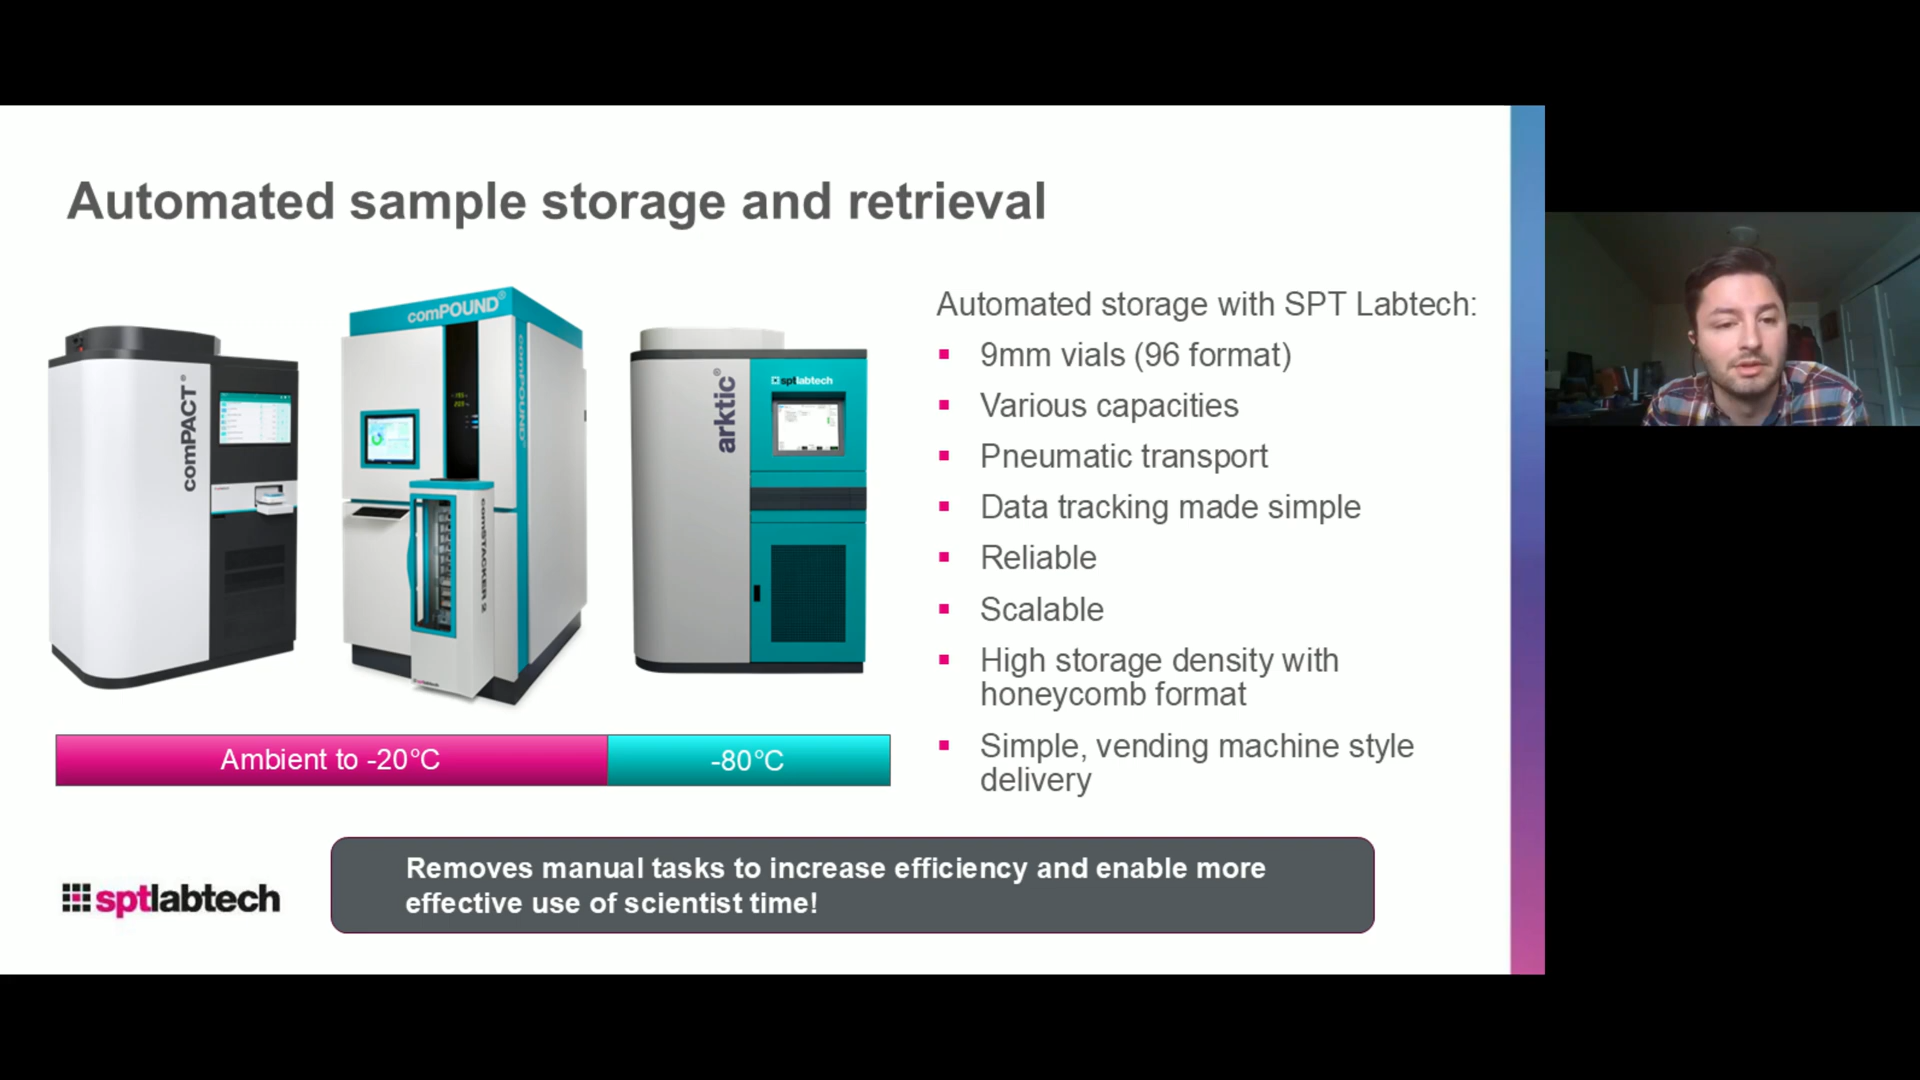 Automated sample storage and retrieval
comPACT®
comPOUND®
comPOUND®
comSTACKER2
arktic®
sptlabtech
Ambient to -20°C
-80°C
Automated storage with SPT Labtech:
9mm vials (96 format)
Various capacities
Pneumatic transport
Data tracking made simple
Reliable
Scalable
High storage density with
honeycomb format
Simple, vending machine style
delivery
sptlabtech
Removes manual tasks to increase efficiency and enable more
effective use of scientist time!